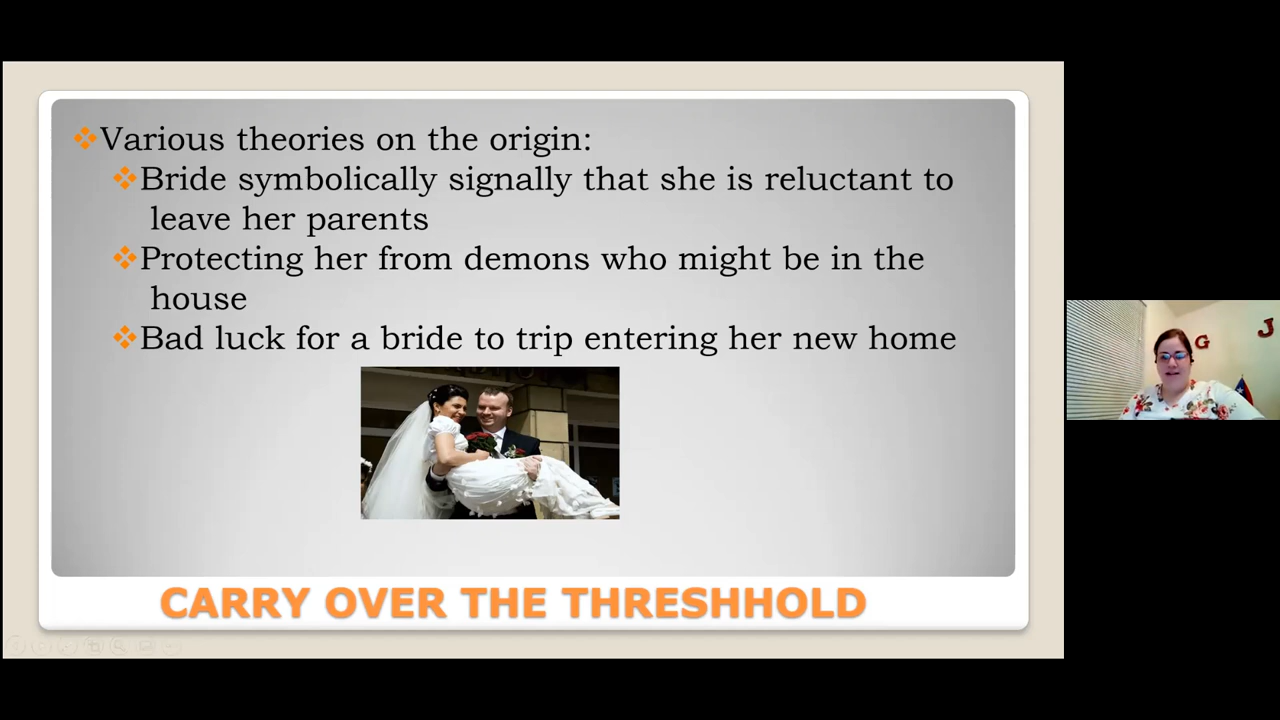 Various theories on the origin:
Bride symbolically signally that she is reluctant to
leave her parents
Protecting her from demons who might be in the
house
Bad luck for a bride to trip entering her new home
CARRY OVER THE THRESHHOLD
G J